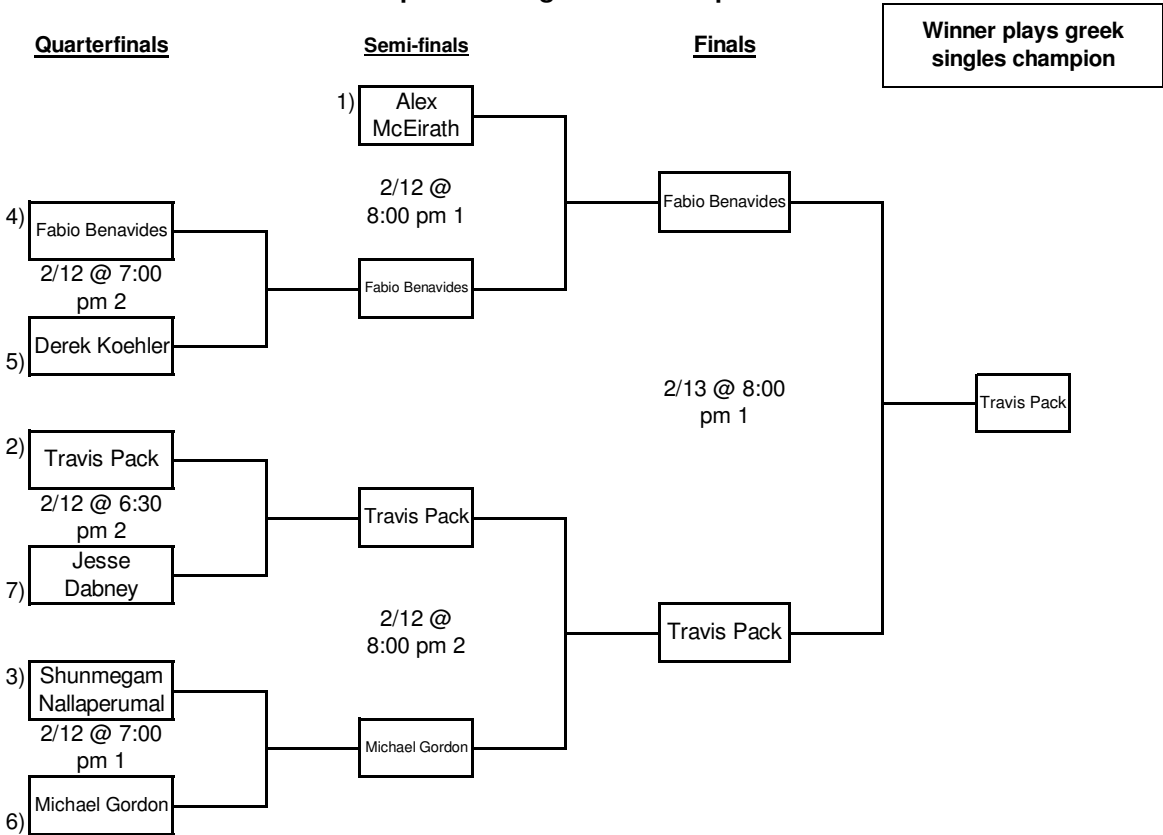 Quarterfinals
Semi-finals
Finals
Winner plays greek
singles champion
1)
Alex
McEirath
2/12 @
8:00 pm 1
4)
Fabio Benavides
Fabio Benavides
2/12 @ 7:00
pm 2
Fabio Benavides
5)
Derek Koehler
2/13 @ 8:00
pm 1
Travis Pack
2)
Travis Pack
2/12 @ 6:30
pm 2
Travis Pack
7)
Jesse
Dabney
2/12 @
8:00 pm 2
Travis Pack
3)
Shunmegam
Nallaperumal
2/12 @ 7:00
pm 1
Michael Gordon
6)
Michael Gordon